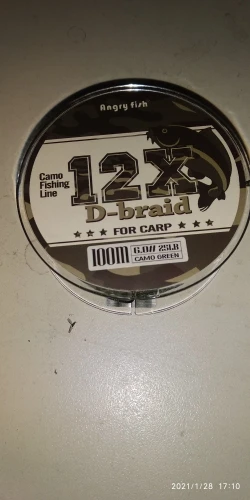 Angry fish
Camo
Fishing
Line
12X
D-braid
FOR CARP
100m
6.0# 25LB
CAMO GREEN
2021/1/28 17:10